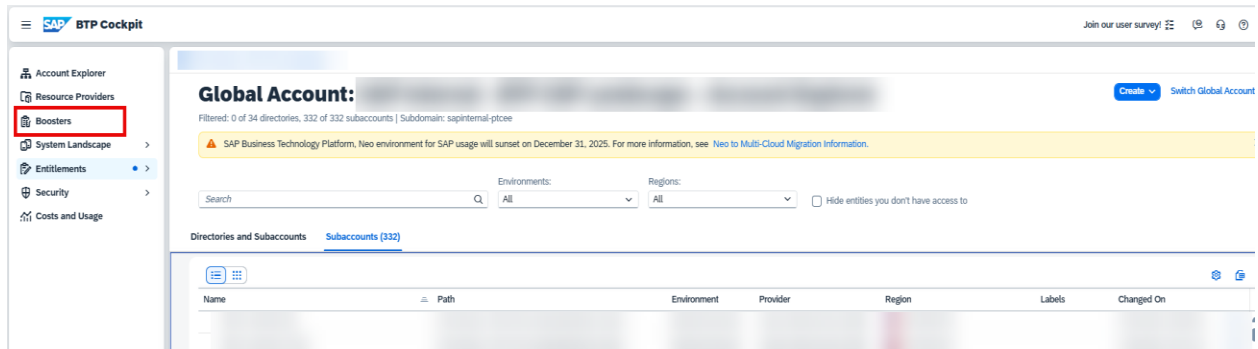 SAP BTP Cockpit
Join our user survey!
Account Explorer
Resource Providers
Boosters
System Landscape
Entitlements
Security
Costs and Usage
Global Account:
Create
Switch Global Account
Filtered: 0 of 34 directories, 332 of 332 subaccounts | Subdomain: sapinternal-ptcee
SAP Business Technology Platform, Neo environment for SAP usage will sunset on December 31, 2025. For more information, see Neo to Multi-Cloud Migration Information.
Environments:
Regions:
Search
All
All
Hide entities you don't have access to
Directories and Subaccounts
Subaccounts (332)
Name
Path
Environment
Provider
Region
Labels
Changed On